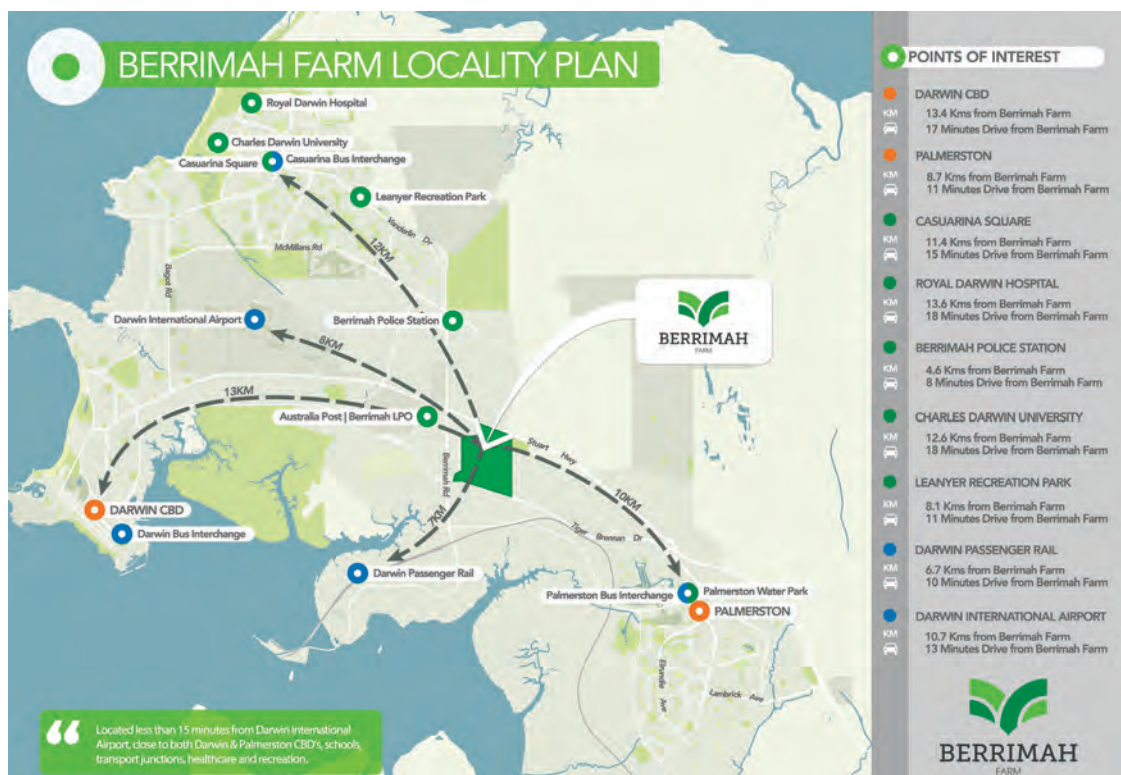 BERRIMAH FARM LOCALITY PLAN
Royal Darwin Hospital
Charles Darwin University
Casuarina Square
Casuarina Bus Interchange
Leanyer Recreation Park
Vanderlin Dr
McMillans Rd
Bagot Rd
12KM
Darwin International Airport
Berrimah Police Station
8KM
BERRIMAH
FARM
13KM
Australia Post | Berrimah LPO
Stuart Hwy
Berrimah Rd
10KM
7KM
DARWIN CBD
Darwin Bus Interchange
Tiger Brennan Dr
Darwin Passenger Rail
Palmerston Bus Interchange
Palmerston Water Park
PALMERSTON
Elrundie Ave
Lambrick Ave
“
Located less than 15 minutes from Darwin International
Airport, close to both Darwin & Palmerston CBD's, schools,
transport junctions, healthcare and recreation.
POINTS OF INTEREST
DARWIN CBD
KM 13.4 Kms from Berrimah Farm
17 Minutes Drive from Berrimah Farm
PALMERSTON
KM 8.7 Kms from Berrimah Farm
11 Minutes Drive from Berrimah Farm
CASUARINA SQUARE
KM 11.4 Kms from Berrimah Farm
15 Minutes Drive from Berrimah Farm
ROYAL DARWIN HOSPITAL
KM 13.6 Kms from Berrimah Farm
18 Minutes Drive from Berrimah Farm
BERRIMAH POLICE STATION
KM 4.6 Kms from Berrimah Farm
8 Minutes Drive from Berrimah Farm
CHARLES DARWIN UNIVERSITY
KM 12.6 Kms from Berrimah Farm
18 Minutes Drive from Berrimah Farm
LEANYER RECREATION PARK
KM 8.1 Kms from Berrimah Farm
11 Minutes Drive from Berrimah Farm
DARWIN PASSENGER RAIL
KM 6.7 Kms from Berrimah Farm
10 Minutes Drive from Berrimah Farm
DARWIN INTERNATIONAL AIRPORT
KM 10.7 Kms from Berrimah Farm
13 Minutes Drive from Berrimah Farm
BERRIMAH
FARM